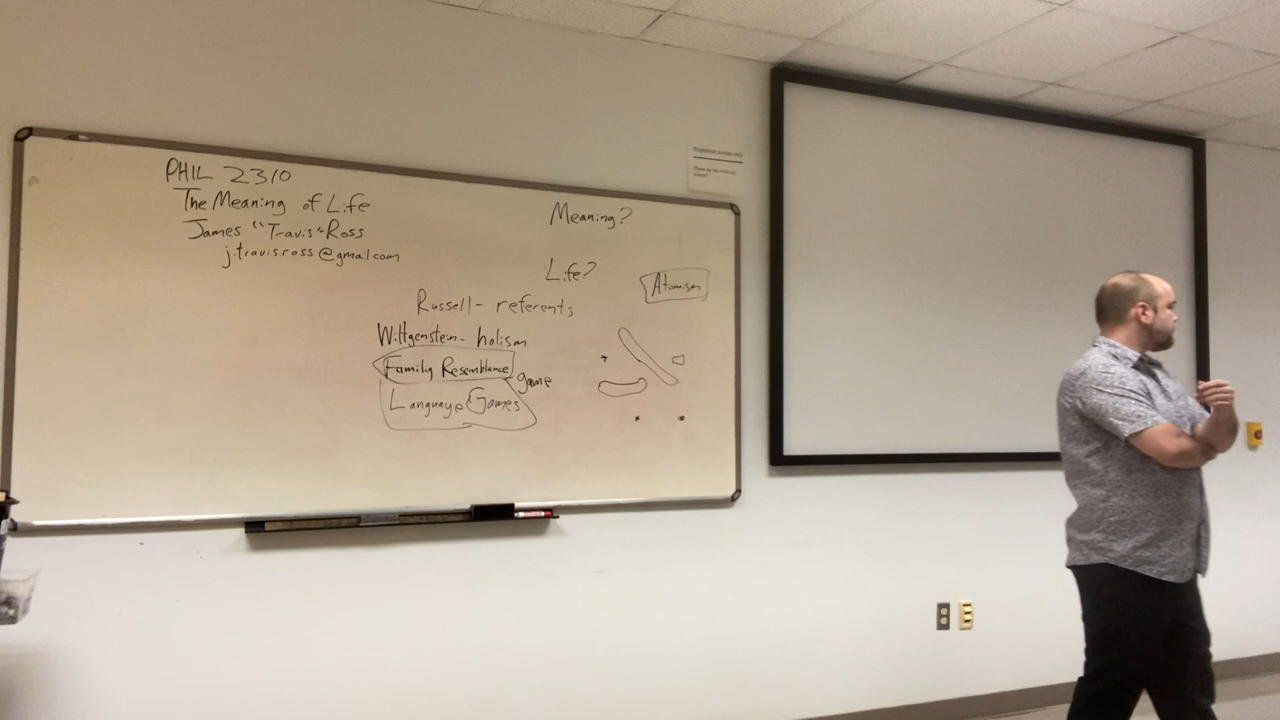 PHIL 2310
The Meaning of Life
James "Travis" Ross
j.travisross@gmail.com
Meaning?
Life?
Atomism
Russell- referents
Wittgenstein- holism
Family Resemblance
game
Language Games